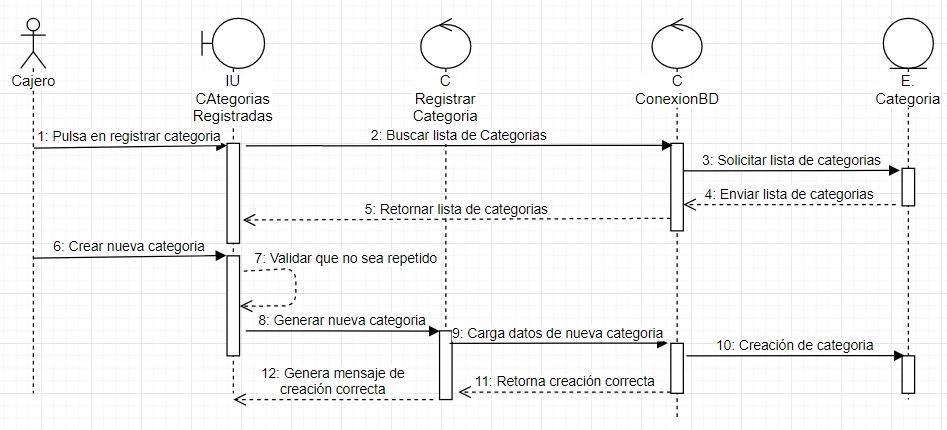 Cajero
IU
CAtegorias
Registradas
C
Registrar
Categoria
C
ConexionBD
E.
Categoria
1: Pulsa en registrar categoria
2: Buscar lista de Categorias
3: Solicitar lista de categorias
4: Enviar lista de categorias
5: Retornar lista de categorias
6: Crear nueva categoria
7: Validar que no sea repetido
8: Generar nueva categoria
9: Carga datos de nueva categoria
10: Creación de categoria
11: Retorna creación correcta
12: Genera mensaje de
creación correcta